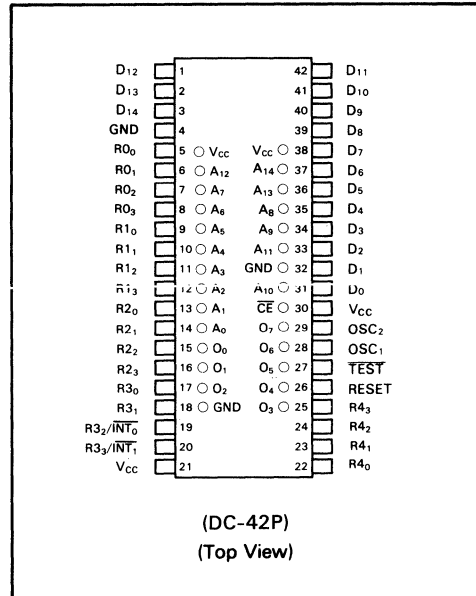 D12 1 42 D11
D13 2 41 D10
D14 3 40 D9
GND 4 39 D8
R00 5 ○ VCC VCC ○ 38 D7
R01 6 ○ A12 A14 ○ 37 D6
R02 7 ○ A7 A13 ○ 36 D5
R03 8 ○ A6 A8 ○ 35 D4
R10 9 ○ A5 A9 ○ 34 D3
R11 10 ○ A4 A11 ○ 33 D2
R12 11 ○ A3 GND ○ 32 D1
R13 12 ○ A2 A10 ○ 31 D0
R20 13 ○ A1 C̅E̅ ○ 30 VCC
R21 14 ○ A0 O7 ○ 29 OSC2
R22 15 ○ O0 O6 ○ 28 OSC1
R23 16 ○ O1 O5 ○ 27 T̅E̅S̅T̅
R30 17 ○ O2 O4 ○ 26 RESET
R31 18 ○ GND O3 ○ 25 R43
R32/I̅N̅T̅0̅ 19 24 R42
R33/I̅N̅T̅1̅ 20 23 R41
VCC 21 22 R40
(DC-42P)
(Top View)